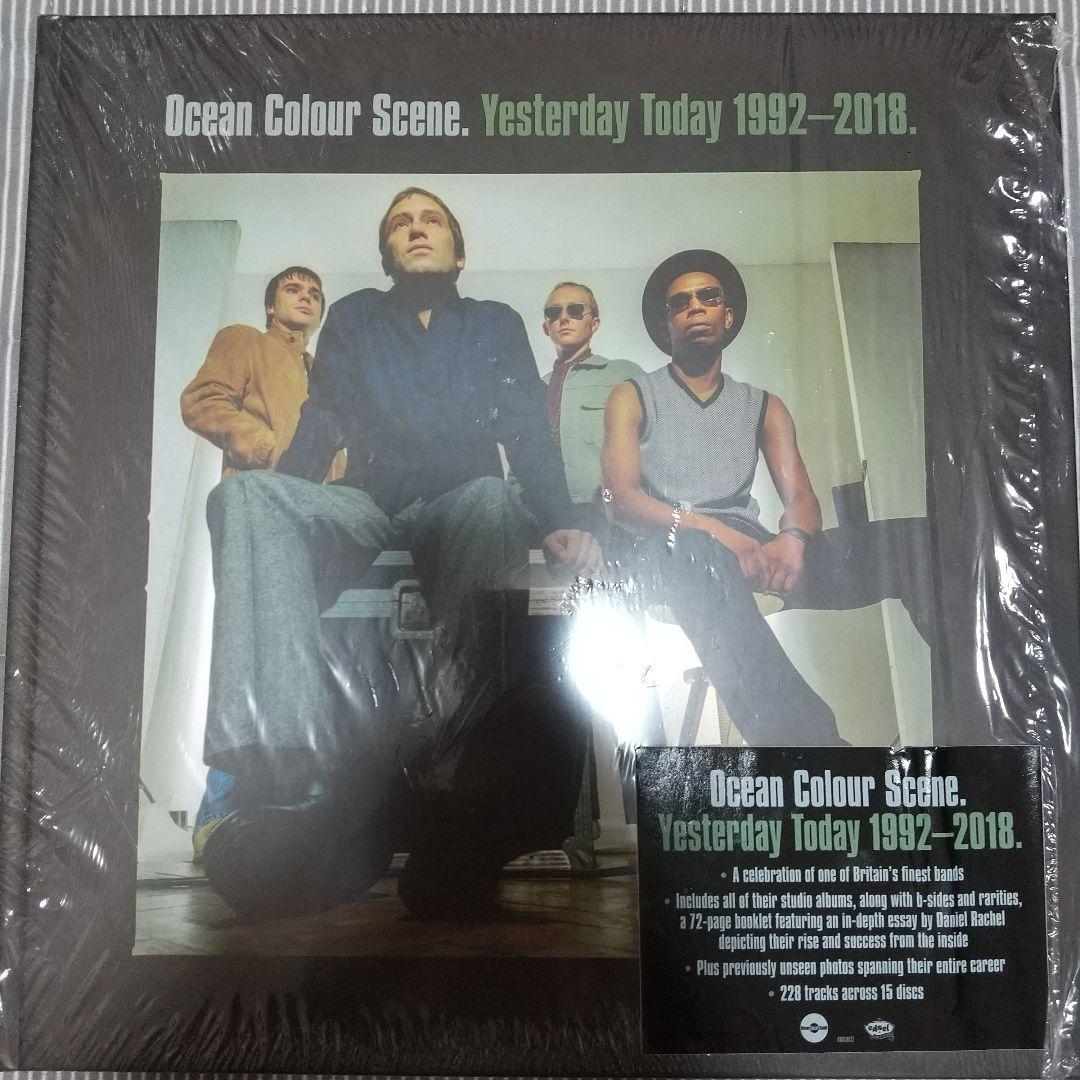 Ocean Colour Scene. Yesterday Today 1992–2018.
Ocean Colour Scene.
Yesterday Today 1992–2018.
• A celebration of one of Britain's finest bands
• Includes all of their studio albums, along with b-sides and rarities,
a 72-page booklet featuring an in-depth essay by Daniel Rachel
depicting their rise and success from the inside
• Plus previously unseen photos spanning their entire career
• 228 tracks across 15 discs
edsel